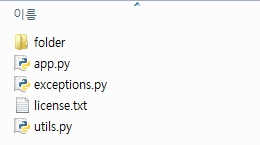 이름
folder
app.py
exceptions.py
license.txt
utils.py